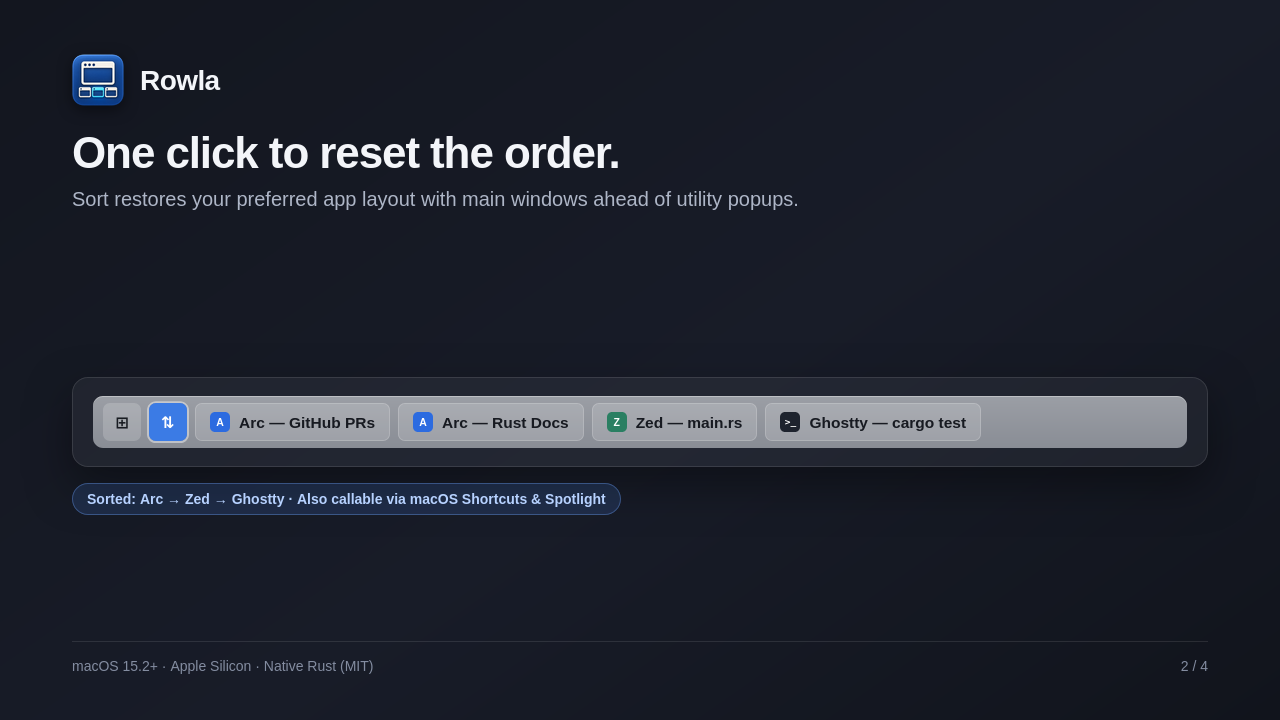 Rowla
One click to reset the order.
Sort restores your preferred app layout with main windows ahead of utility popups.
⊞ ⇅ A Arc — GitHub PRs A Arc — Rust Docs Z Zed — main.rs >_ Ghostty — cargo test
Sorted: Arc → Zed → Ghostty · Also callable via macOS Shortcuts & Spotlight
macOS 15.2+ · Apple Silicon · Native Rust (MIT) 2 / 4